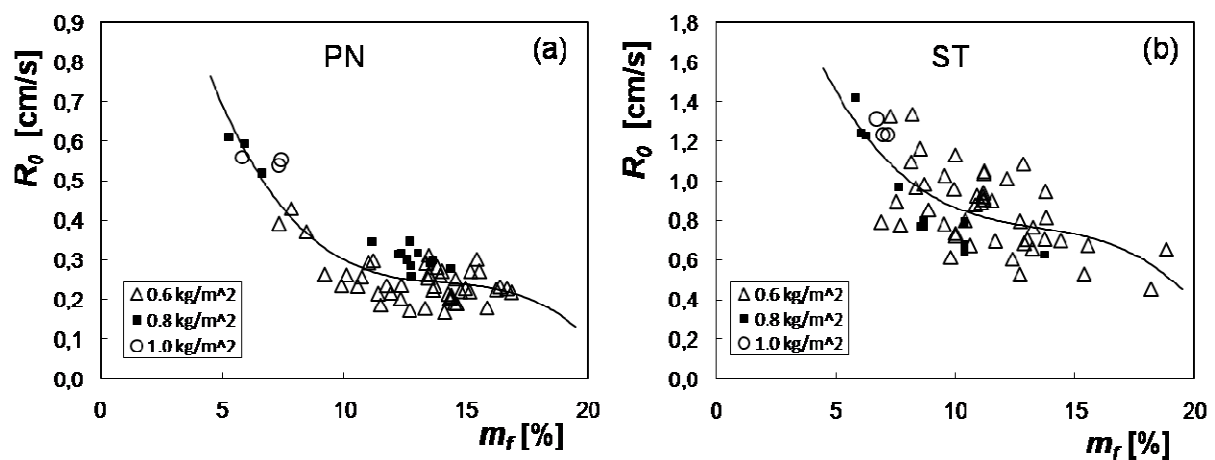 PN
(a)
R0 [cm/s]
0,9
0,8
0,7
0,6
0,5
0,4
0,3
0,2
0,1
0,0
0.6 kg/m^2
0.8 kg/m^2
1.0 kg/m^2
0
5
10
15
20
mf [%]
ST
(b)
R0 [cm/s]
1,8
1,6
1,4
1,2
1,0
0,8
0,6
0,4
0,2
0,0
0.6 kg/m^2
0.8 kg/m^2
1.0 kg/m^2
0
5
10
15
20
mf [%]